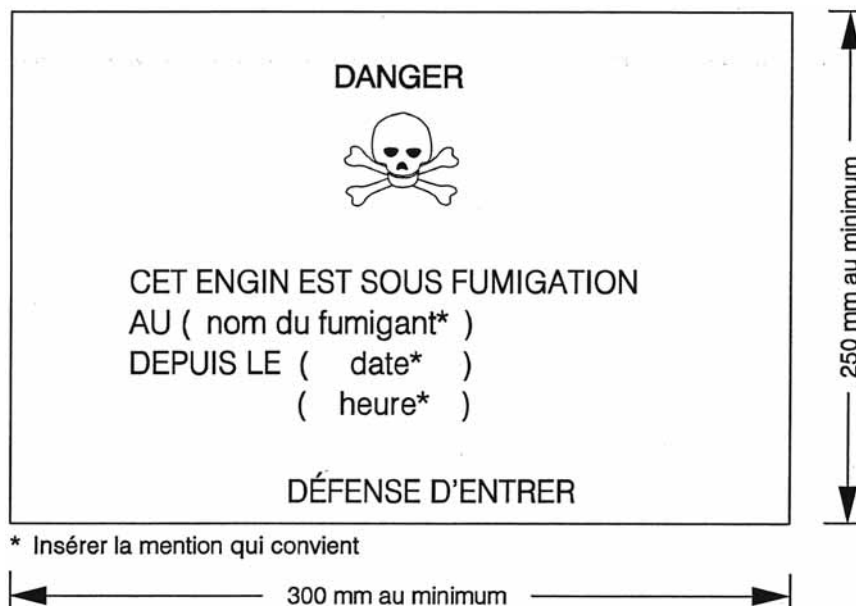 DANGER
CET ENGIN EST SOUS FUMIGATION
AU ( nom du fumigant* )
DEPUIS LE ( date* )
( heure* )
DÉFENSE D'ENTRER
* Insérer la mention qui convient
300 mm au minimum
250 mm au minimum